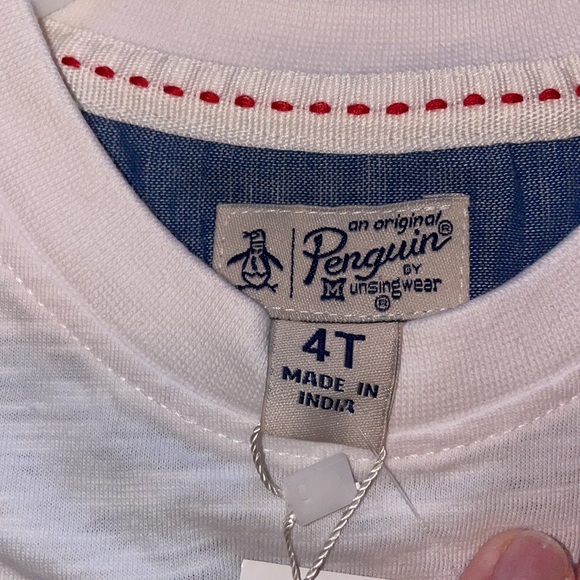 an original®
Penguin
BY
Munsingwear
®
4T
MADE IN
INDIA